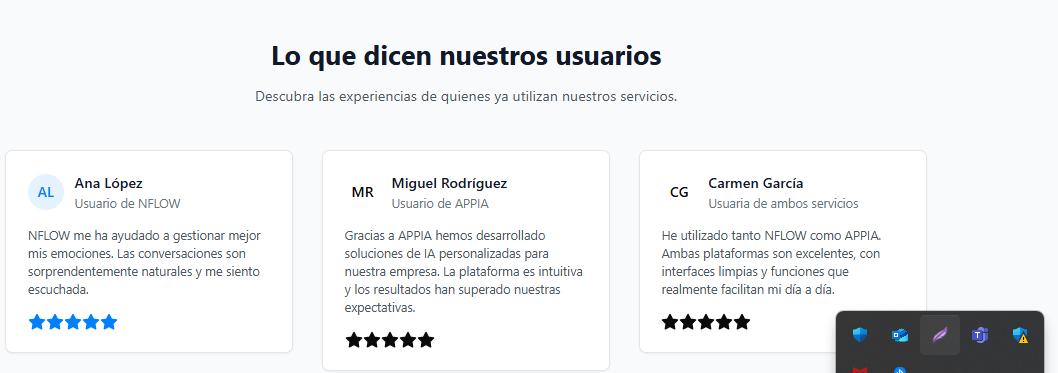 Lo que dicen nuestros usuarios
Descubra las experiencias de quienes ya utilizan nuestros servicios.
AL
Ana López
Usuario de NFLOW
NFLOW me ha ayudado a gestionar mejor
mis emociones. Las conversaciones son
sorprendentemente naturales y me siento
escuchada.
MR
Miguel Rodríguez
Usuario de APPIA
Gracias a APPIA hemos desarrollado
soluciones de IA personalizadas para
nuestra empresa. La plataforma es intuitiva
y los resultados han superado nuestras
expectativas.
CG
Carmen García
Usuaria de ambos servicios
He utilizado tanto NFLOW como APPIA.
Ambas plataformas son excelentes, con
interfaces limpias y funciones que
realmente facilitan mi día a día.